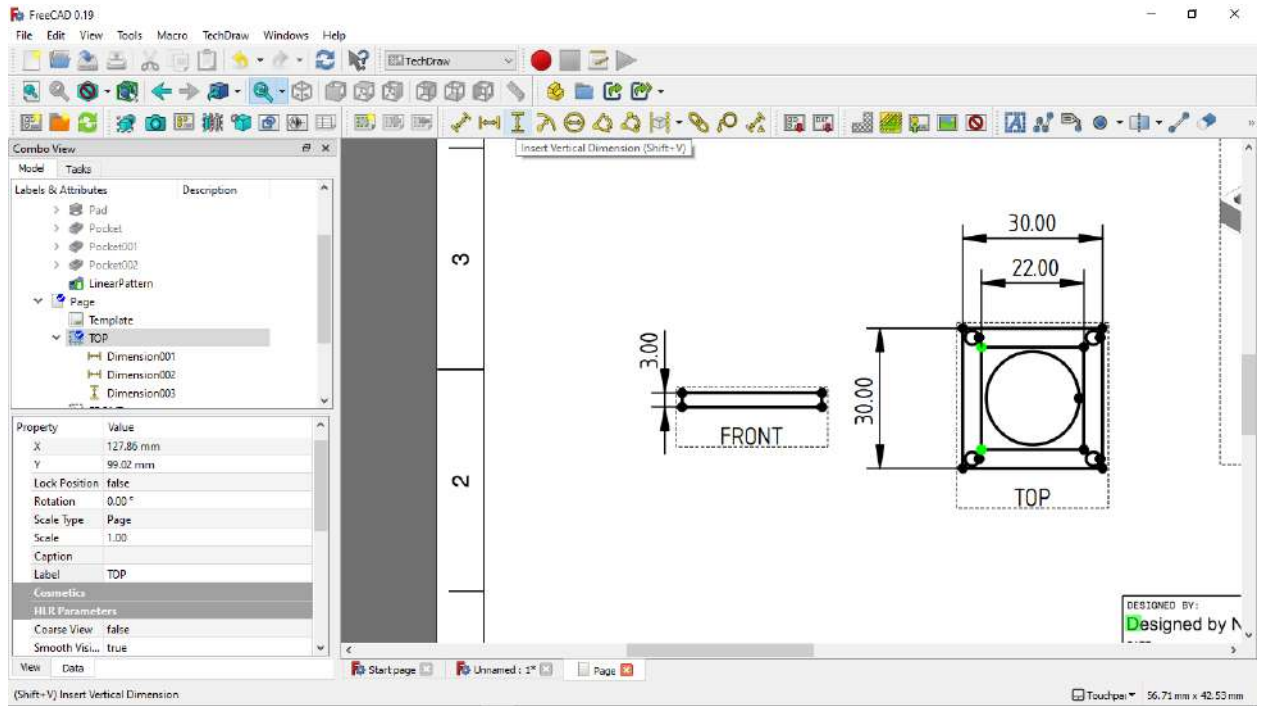 FreeCAD 0.19
File Edit View Tools Macro TechDraw Windows Help
TechDraw
Combo View
Insert Vertical Dimension (Shift+V)
Model Tasks
Labels & Attributes Description
Pad
Pocket
Pocket001
Pocket002
LinearPattern
Page
Template
TOP
Dimension001
Dimension002
Dimension003
Property Value
X 127.86 mm
Y 99.02 mm
Lock Position false
Rotation 0.00 °
Scale Type Page
Scale 1.00
Caption
Label TOP
Cosmetics
HLR Parameters
Coarse View false
Smooth Visi... true
View Data
3
2
3.00
FRONT
30.00
22.00
30.00
TOP
DESIGNED BY:
Designed by N
Start page
Unnamed : 1*
Page
(Shift+V) Insert Vertical Dimension
Touchpa
56.71 mm x 42.53 mm